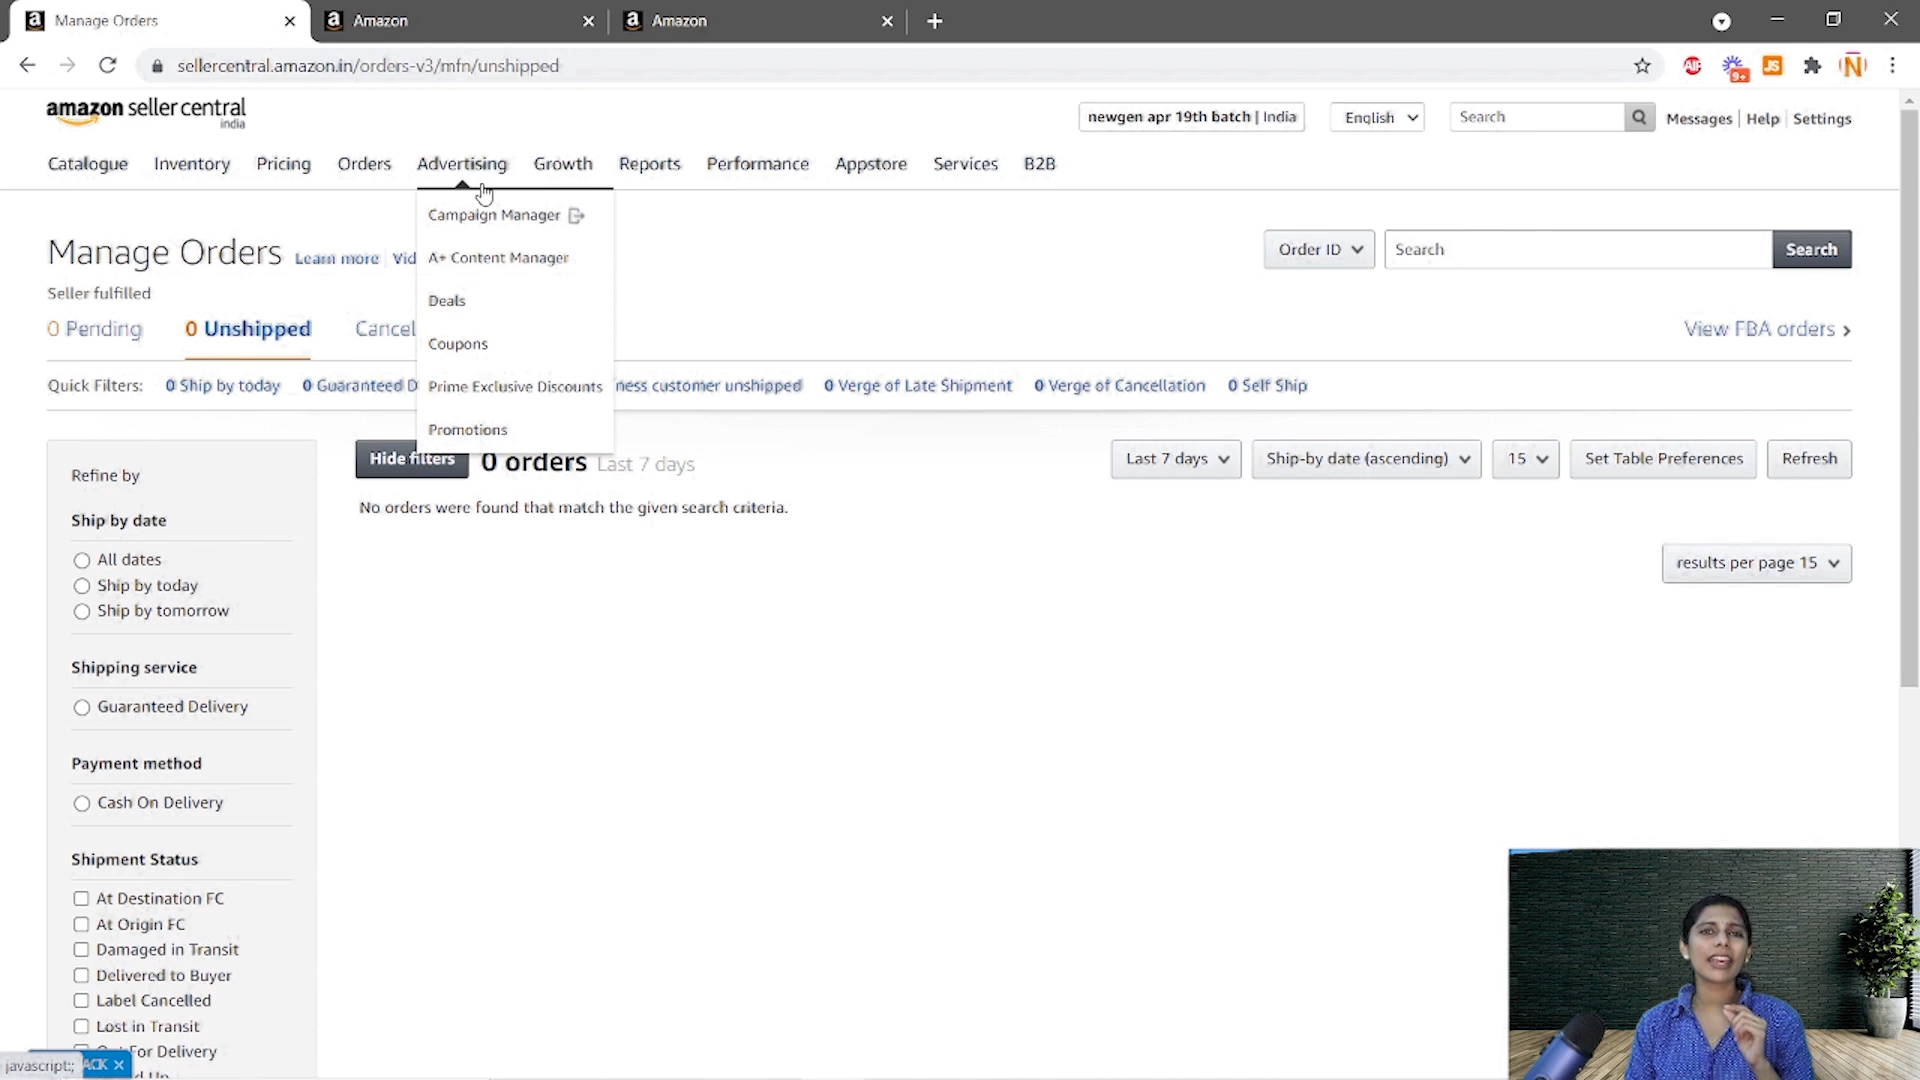 Manage Orders
Amazon
Amazon
sellercentral.amazon.in/orders-v3/mfn/unshipped
9+
JS
N
amazon seller central
india
newgen apr 19th batch | India
English
Search
Messages | Help | Settings
Catalogue Inventory Pricing Orders Advertising Growth Reports Performance Appstore Services B2B
Campaign Manager
A+ Content Manager
Deals
Coupons
Prime Exclusive Discounts
Promotions
Manage Orders Learn more Vid
Order ID
Search
Search
Seller fulfilled
0 Pending 0 Unshipped Cancel
View FBA orders
Quick Filters: 0 Ship by today 0 Guaranteed D ness customer unshipped 0 Verge of Late Shipment 0 Verge of Cancellation 0 Self Ship
Hide filters
0 orders Last 7 days
Last 7 days
Ship-by date (ascending)
15
Set Table Preferences
Refresh
No orders were found that match the given search criteria.
results per page 15
Refine by
Ship by date
All dates
Ship by today
Ship by tomorrow
Shipping service
Guaranteed Delivery
Payment method
Cash On Delivery
Shipment Status
At Destination FC
At Origin FC
Damaged in Transit
Delivered to Buyer
Label Cancelled
Lost in Transit
For Delivery
javascript:;